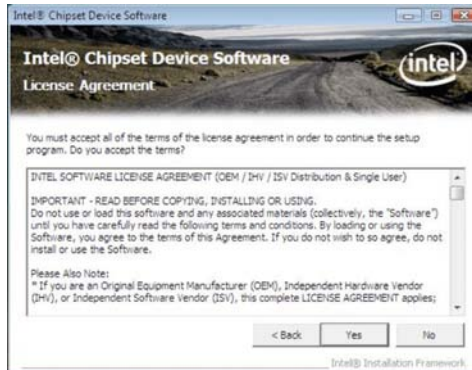 Intel® Chipset Device Software
Intel® Chipset Device Software
intel
License Agreement
You must accept all of the terms of the license agreement in order to continue the setup
program. Do you accept the terms?
INTEL SOFTWARE LICENSE AGREEMENT (OEM / IHV / ISV Distribution & Single User)
IMPORTANT - READ BEFORE COPYING, INSTALLING OR USING.
Do not use or load this software and any associated materials (collectively, the "Software")
until you have carefully read the following terms and conditions. By loading or using the
Software, you agree to the terms of this Agreement. If you do not wish to so agree, do not
install or use the Software.
Please Also Note:
* If you are an Original Equipment Manufacturer (OEM), Independent Hardware Vendor
(IHV), or Independent Software Vendor (ISV), this complete LICENSE AGREEMENT applies;
< Back Yes No
Intel® Installation Framework